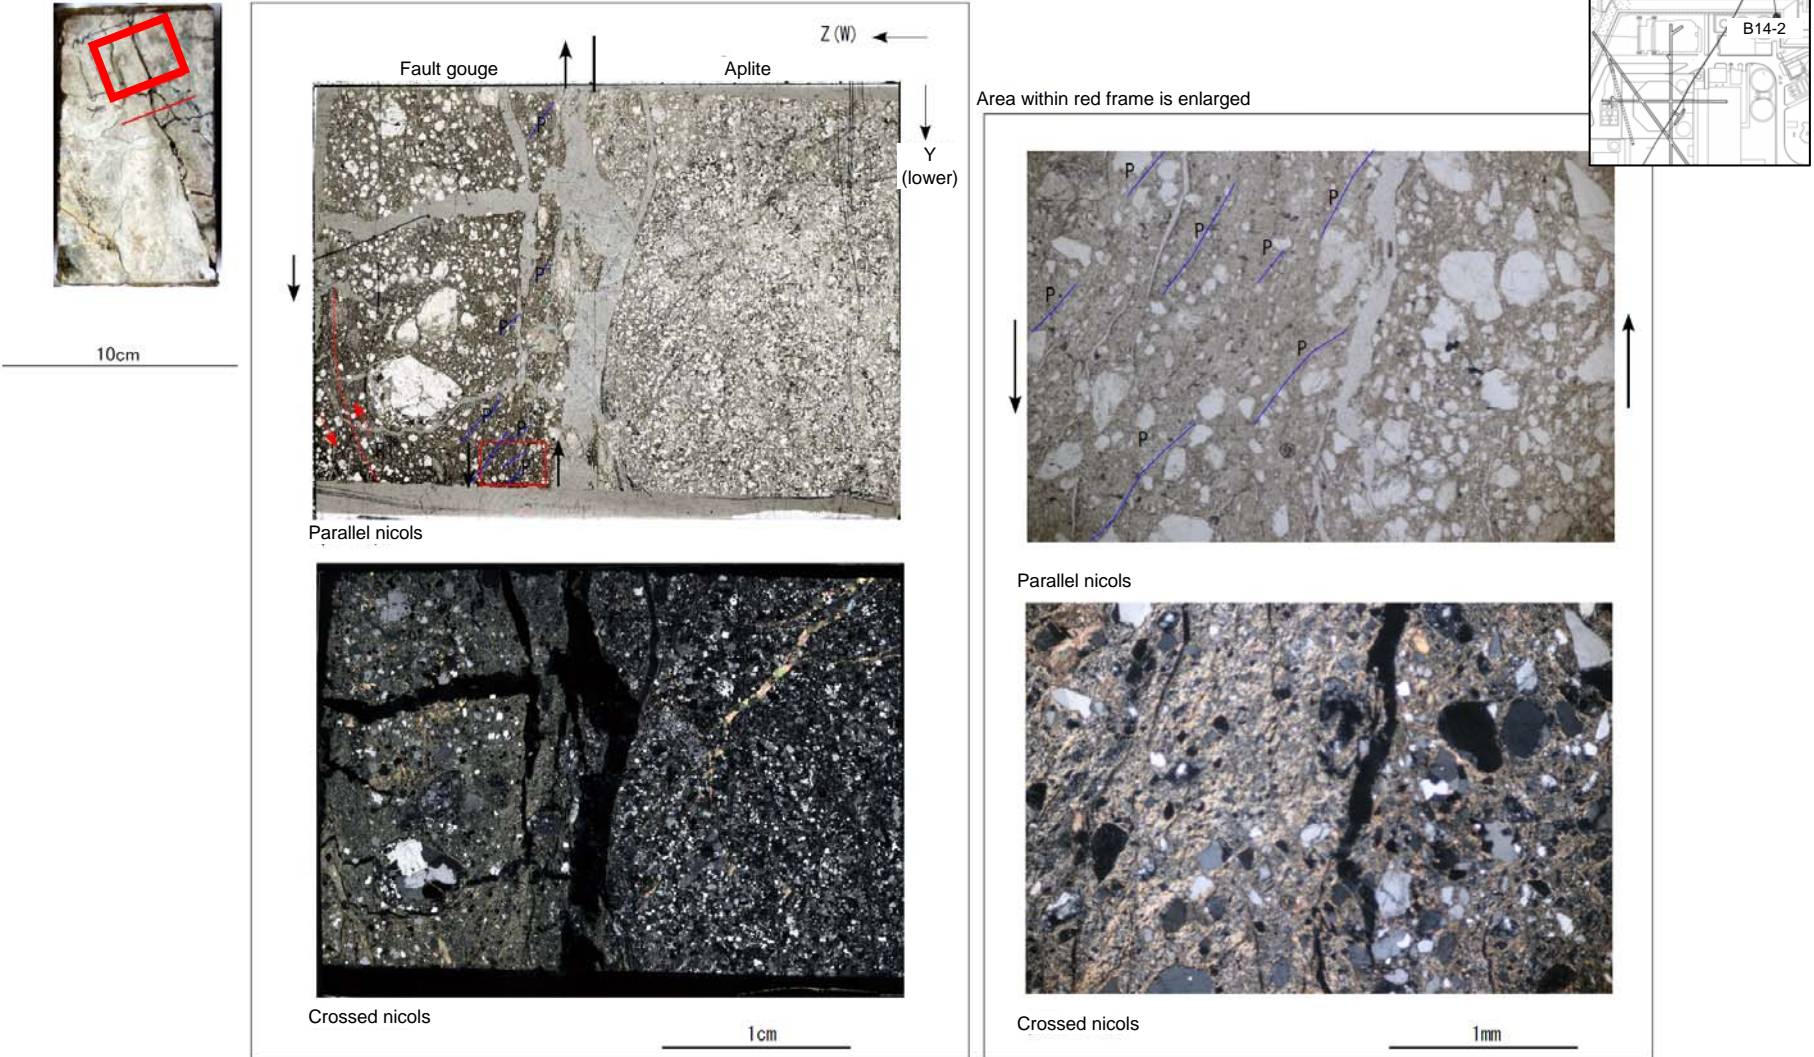 10cm
Z(W)
Fault gouge
Aplite
Y
(lower)
P
P
P
P
P
P
R
Parallel nicols
Crossed nicols
1cm
Area within red frame is enlarged
B14-2
P
P
P
P
P
P
P
Parallel nicols
Crossed nicols
1mm